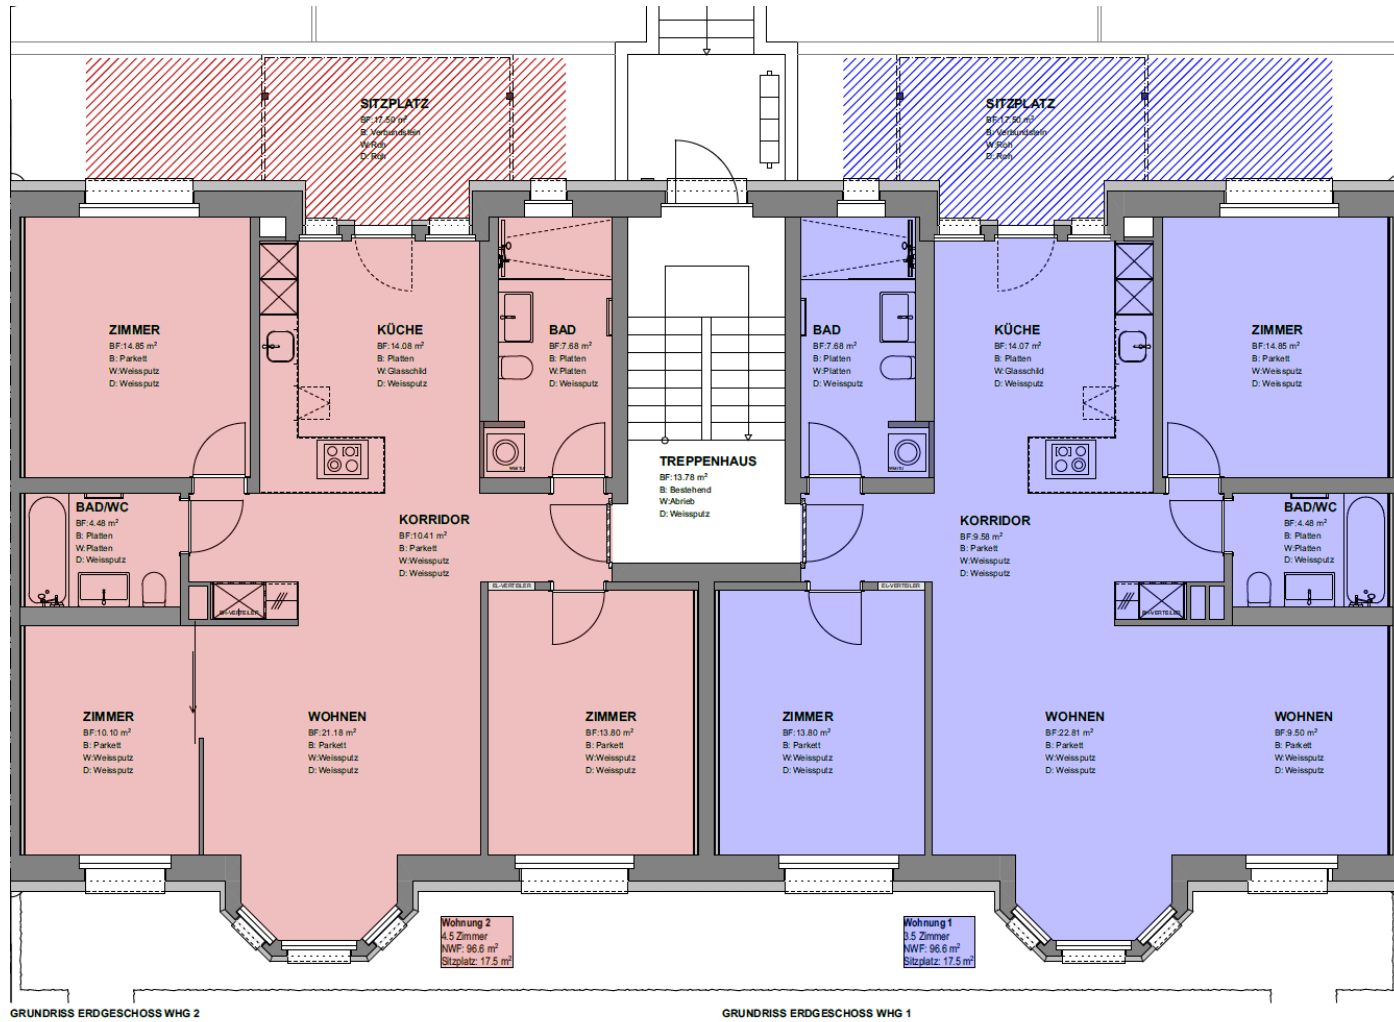 SITZPLATZ
BF:17.50 m²
B: Verbundstein
W:Roh
D: Roh
SITZPLATZ
BF:17.50 m²
B: Verbundstein
W:Roh
D: Roh
ZIMMER
BF:14.85 m²
B: Parkett
W:Weissputz
D: Weissputz
KÜCHE
BF:14.08 m²
B: Platten
W:Glasschild
D: Weissputz
BAD
BF:7.68 m²
B: Platten
W:Platten
D: Weissputz
BAD
BF:7.68 m²
B: Platten
W:Platten
D: Weissputz
KÜCHE
BF:14.07 m²
B: Platten
W:Glasschild
D: Weissputz
ZIMMER
BF:14.85 m²
B: Parkett
W:Weissputz
D: Weissputz
TREPPENHAUS
BF:13.78 m²
B: Bestehend
W:Abrieb
D: Weissputz
BAD/WC
BF:4.48 m²
B: Platten
W:Platten
D: Weissputz
KORRIDOR
BF:10.41 m²
B: Parkett
W:Weissputz
D: Weissputz
KORRIDOR
BF:9.58 m²
B: Parkett
W:Weissputz
D: Weissputz
BAD/WC
BF:4.48 m²
B: Platten
W:Platten
D: Weissputz
EL-VERTEILER
EL-VERTEILER
BH-VERTEILER
BH-VERTEILER
ZIMMER
BF:10.10 m²
B: Parkett
W:Weissputz
D: Weissputz
WOHNEN
BF:21.18 m²
B: Parkett
W:Weissputz
D: Weissputz
ZIMMER
BF:13.80 m²
B: Parkett
W:Weissputz
D: Weissputz
ZIMMER
BF:13.80 m²
B: Parkett
W:Weissputz
D: Weissputz
WOHNEN
BF:22.81 m²
B: Parkett
W:Weissputz
D: Weissputz
WOHNEN
BF:9.50 m²
B: Parkett
W:Weissputz
D: Weissputz
Wohnung 2
4.5 Zimmer
NWF: 96.6 m²
Sitzplatz: 17.5 m²
Wohnung 1
3.5 Zimmer
NWF: 96.6 m²
Sitzplatz: 17.5 m²
GRUNDRISS ERDGESCHOSS WHG 2
GRUNDRISS ERDGESCHOSS WHG 1